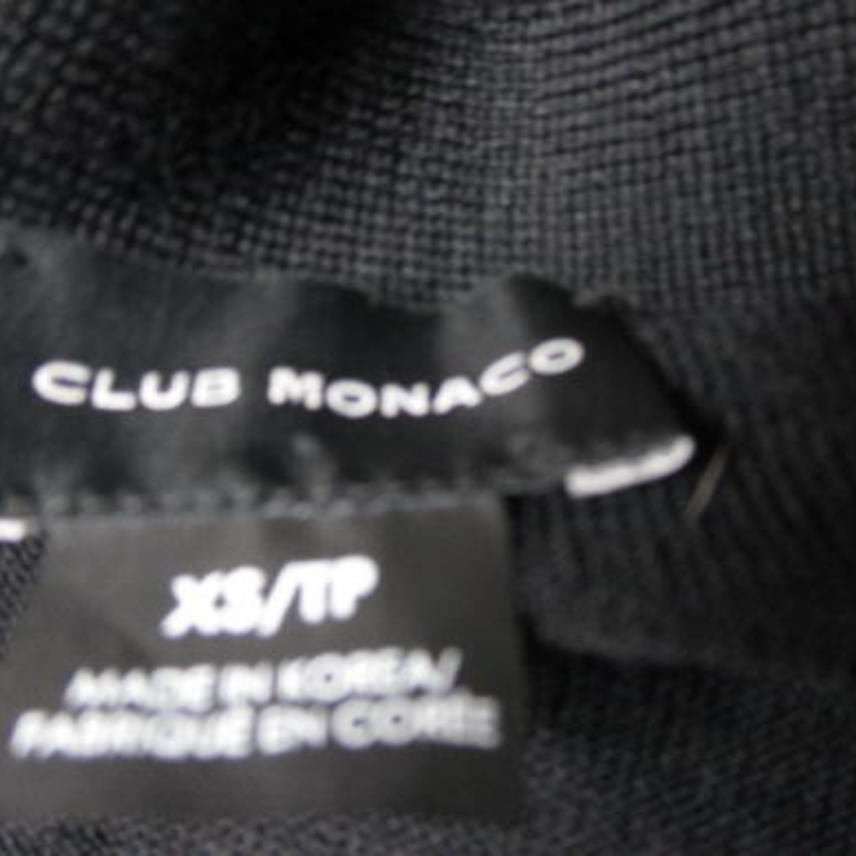 CLUB MONACO
XS/TP
MADE IN KOREA/
FABRIQUÉ EN CORÉE